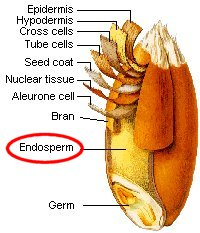 Epidermis
Hypodermis
Cross cells
Tube cells
Seed coat
Nuclear tissue
Aleurone cell
Bran
Endosperm
Germ